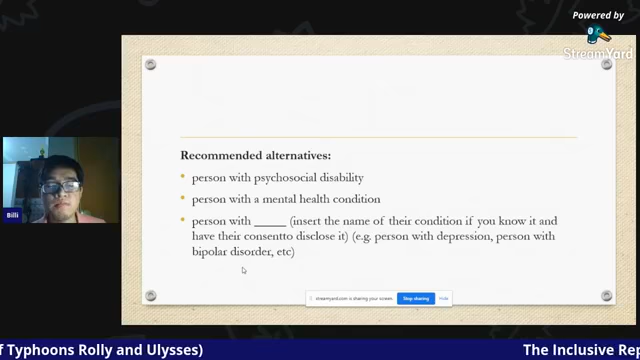 Powered by
StreamYard
Recommended alternatives:
person with psychosocial disability
person with a mental health condition
person with _____ (insert the name of their condition if you know it and
have their consentto disclose it) (e.g. person with depression, person with
bipolar disorder, etc)
Billi
streamyard.com is sharing your screen.
Stop sharing
Hide
f Typhoons Rolly and Ulysses)
The Inclusive Rep